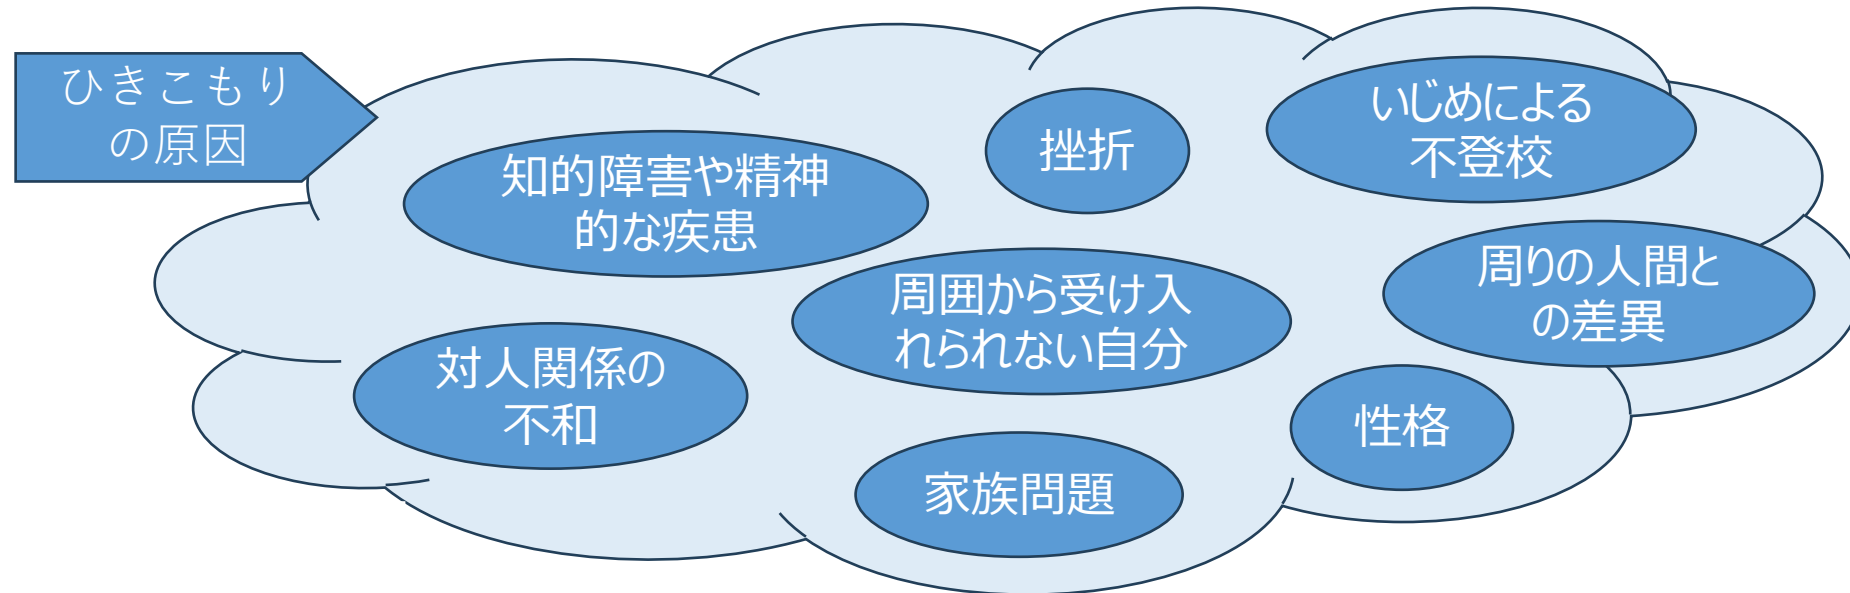 ひきこもり
の原因
知的障害や精神
的な疾患
挫折
いじめによる
不登校
周囲から受け入
れられない自分
周りの人間と
の差異
対人関係の
不和
性格
家族問題